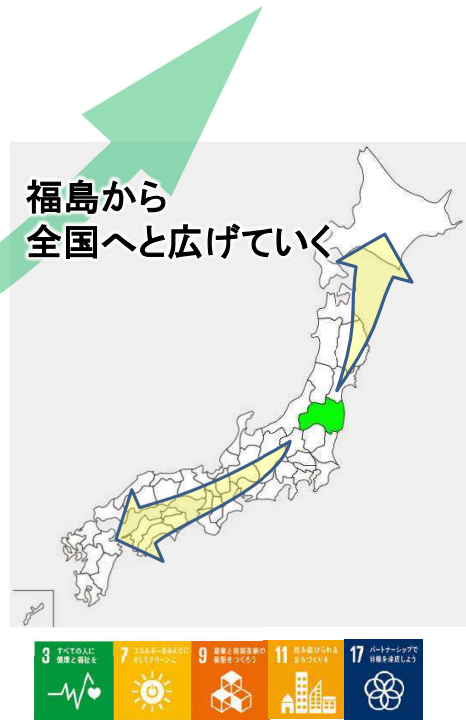 福島から
全国へと広げていく
3 すべての人に
健康と福祉を
7 エネルギーをみんなに
そしてクリーンに
9 産業と技術革新の
基盤をつくろう
11 住み続けられる
まちづくりを
17 パートナーシップで
目標を達成しよう